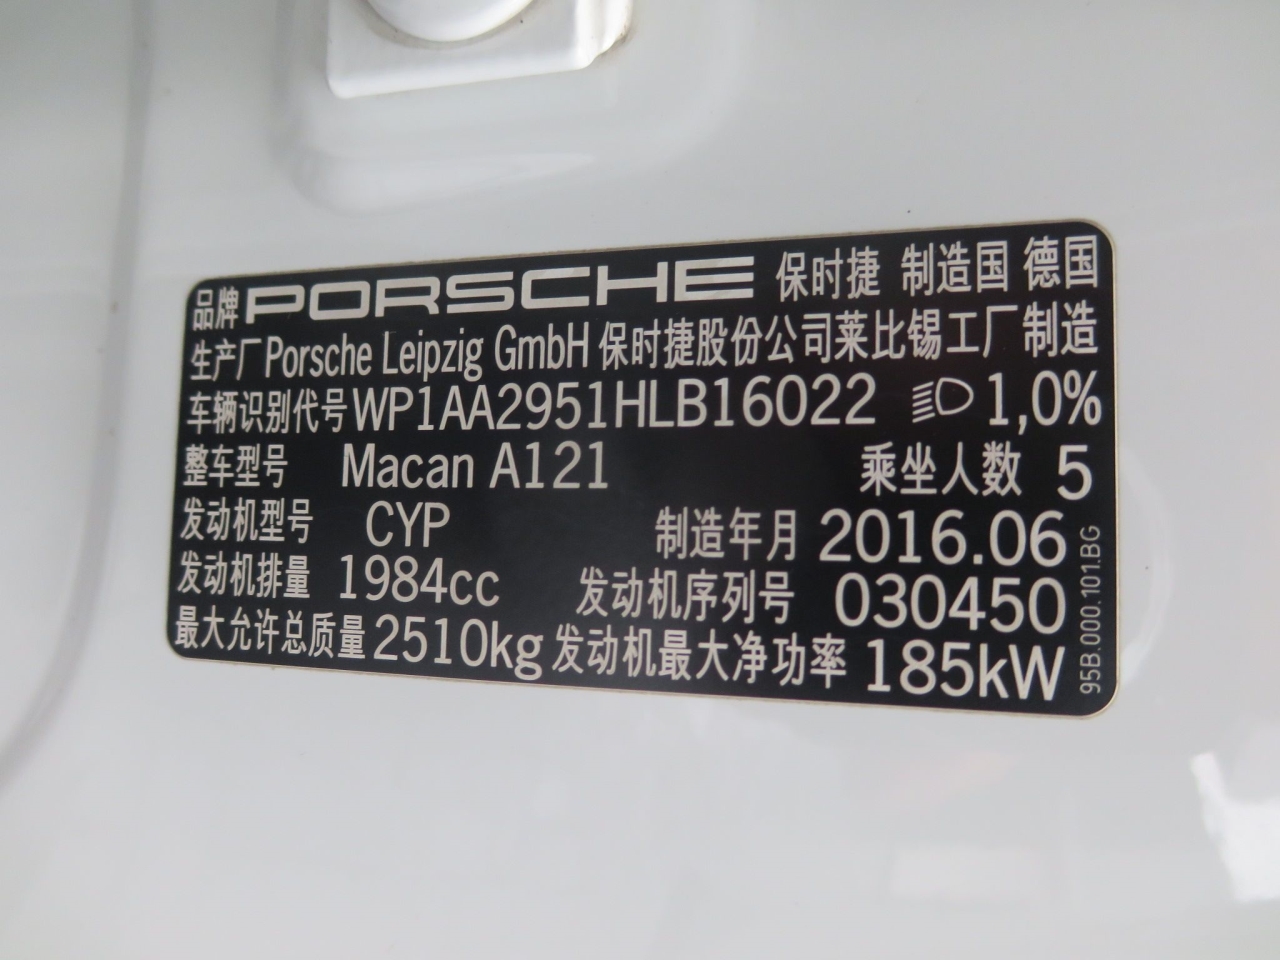 品牌 PORSCHE 保时捷 制造国 德国
生产厂 Porsche Leipzig GmbH 保时捷股份公司莱比锡工厂制造
车辆识别代号 WP1AA2951HLB16022 1,0%
整车型号 Macan A121 乘坐人数 5
发动机型号 CYP 制造年月 2016.06
发动机排量 1984cc 发动机序列号 030450
最大允许总质量 2510kg 发动机最大净功率 185kW
95B.000.101.BG